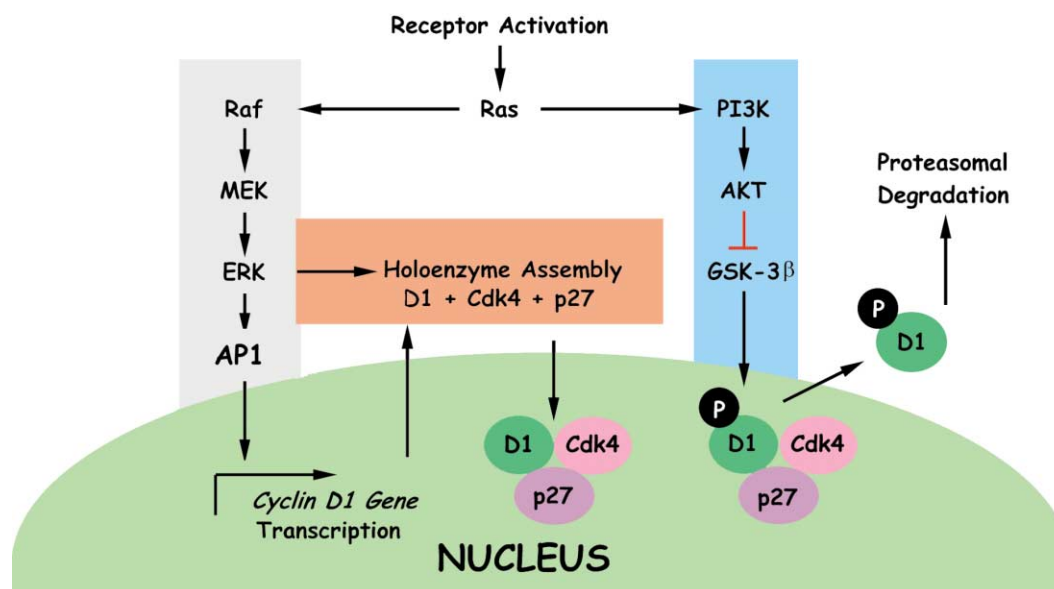 Receptor Activation
Raf
Ras
PI3K
MEK
AKT
Proteasomal
Degradation
ERK
Holoenzyme Assembly
D1 + Cdk4 + p27
GSK-3β
AP1
P
D1
P
D1
Cdk4
p27
D1
Cdk4
p27
Cyclin D1 Gene
Transcription
NUCLEUS